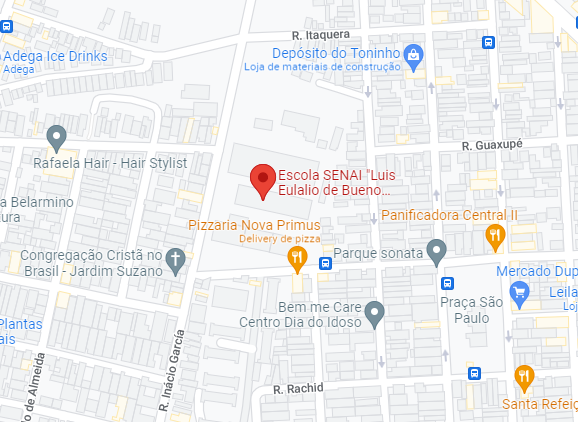 R. Itaquera
Adega Ice Drinks
Adega
Depósito do Toninho
Loja de materiais de construção
R. Guaxupé
Rafaela Hair - Hair Stylist
Escola SENAI "Luis
Eulalio de Bueno...
a Belarmino
ura
Panificadora Central II
Pizzaria Nova Primus
Delivery de pizza
Congregação Cristã no
Brasil - Jardim Suzano
Parque sonata
Mercado Dup
Leila
Praça São
Paulo
Bem me Care
Centro Dia do Idoso
Plantas
ais
R. Inácio García
o de Almeida
R. Rachid
Santa Refeiç